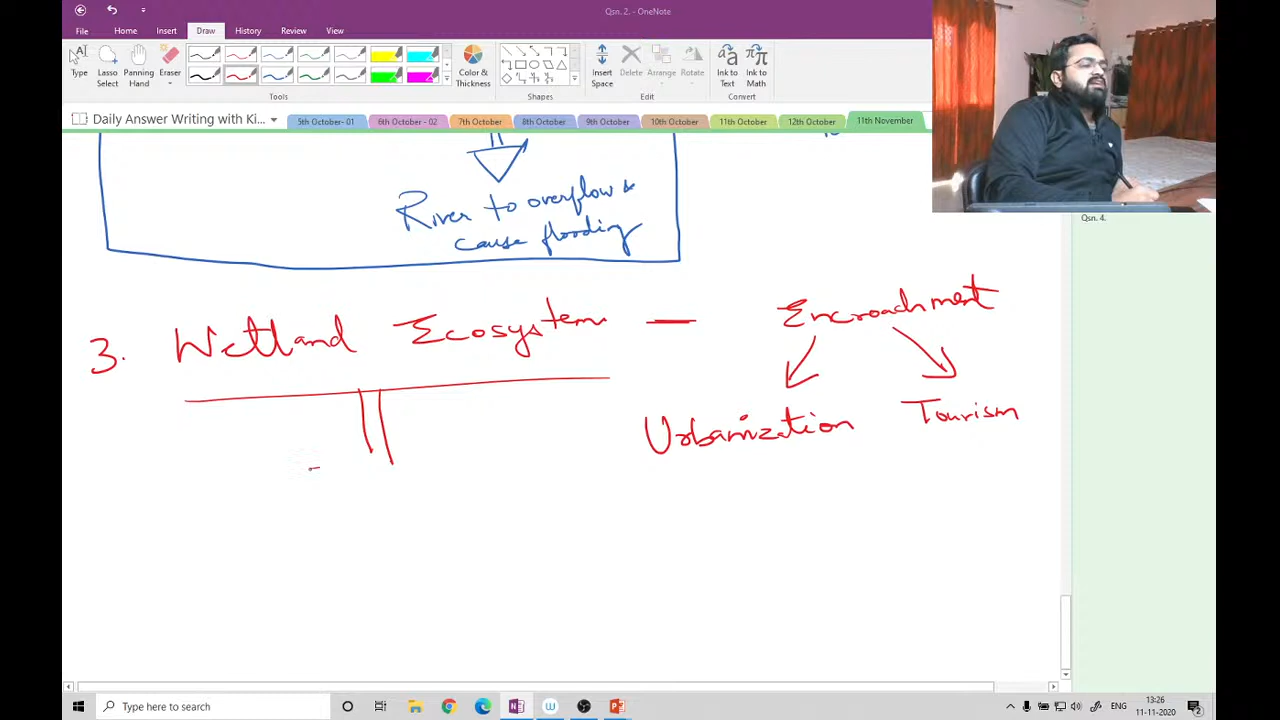 Qsn. 2. - OneNote
File Home Insert Draw History Review View
Type Lasso Select Panning Hand Eraser Color & Thickness Insert Space Delete Arrange Rotate Ink to Text Ink to Math
Tools Shapes Edit Convert
Daily Answer Writing with Ki... 5th October- 01 6th October - 02 7th October 8th October 9th October 10th October 11th October 12th October 11th November
Qsn. 4.
River to overflow &
cause flooding
3. Wetland Ecosystem — Encroachment
Urbanization Tourism
Type here to search
ENG 13:26
11-11-2020 2